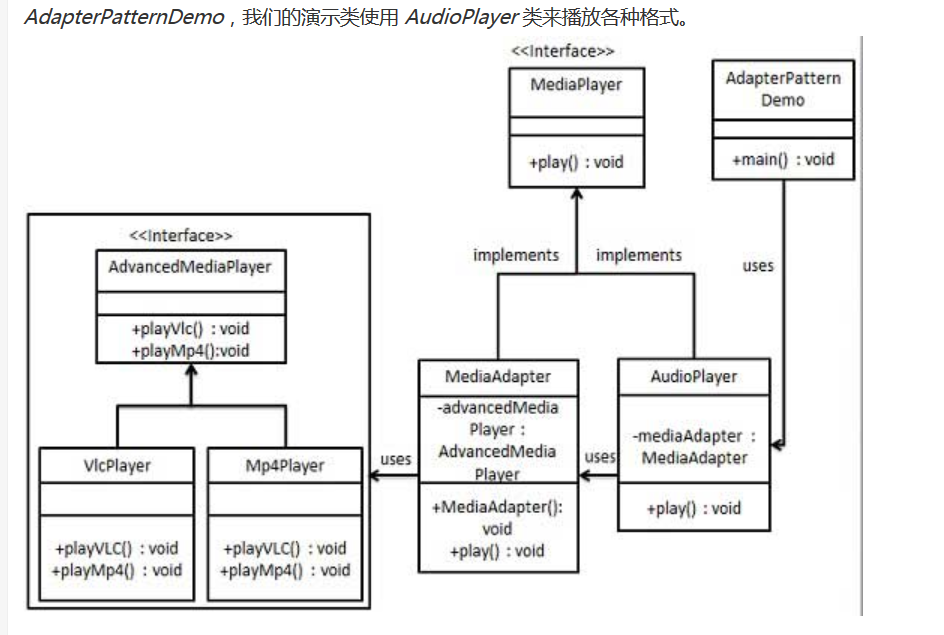 AdapterPatternDemo，我们的演示类使用 AudioPlayer 类来播放各种格式。
<<Interface>>
MediaPlayer
+play() : void
AdapterPattern
Demo
+main() : void
implements
implements
uses
<<Interface>>
AdvancedMediaPlayer
+playVlc() : void
+playMp4():void
VlcPlayer
+playVLC() : void
+playMp4() : void
Mp4Player
+playVLC() : void
+playMp4() : void
uses
MediaAdapter
-advancedMedia
Player :
AdvancedMedia
Player
+MediaAdapter():
void
+play() : void
uses
AudioPlayer
-mediaAdapter :
MediaAdapter
+play() : void